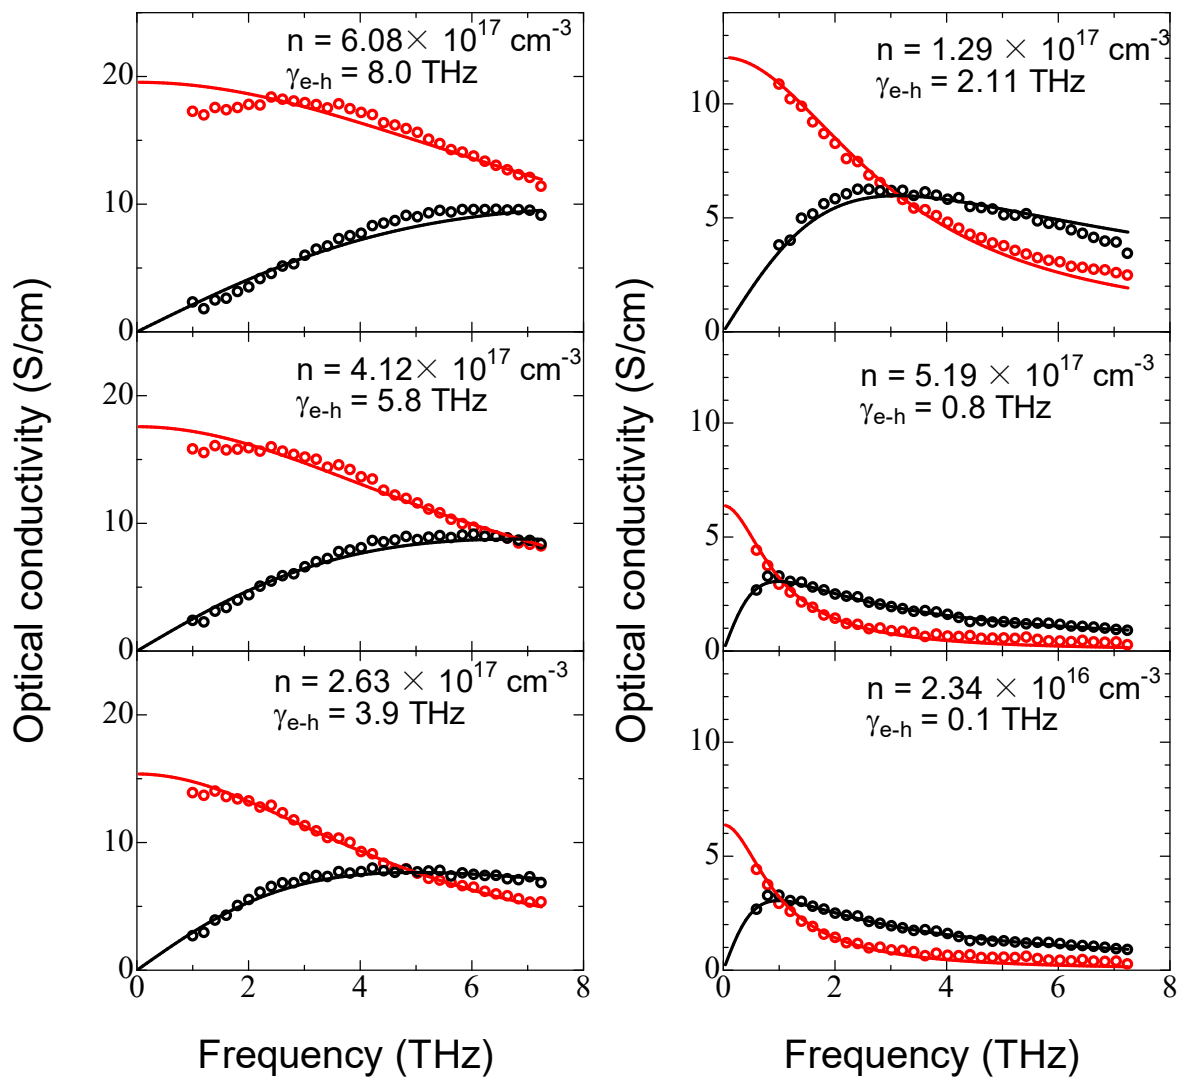 n = 6.08× 10^17 cm^-3
γe-h = 8.0 THz
20
10
0
n = 4.12× 10^17 cm^-3
γe-h = 5.8 THz
20
10
0
n = 2.63 × 10^17 cm^-3
γe-h = 3.9 THz
20
10
0
0 2 4 6 8
Frequency (THz)
Optical conductivity (S/cm)
n = 1.29 × 10^17 cm^-3
γe-h = 2.11 THz
10
5
0
n = 5.19 × 10^17 cm^-3
γe-h = 0.8 THz
10
5
0
n = 2.34 × 10^16 cm^-3
γe-h = 0.1 THz
10
5
0
0 2 4 6 8
Frequency (THz)
Optical conductivity (S/cm)